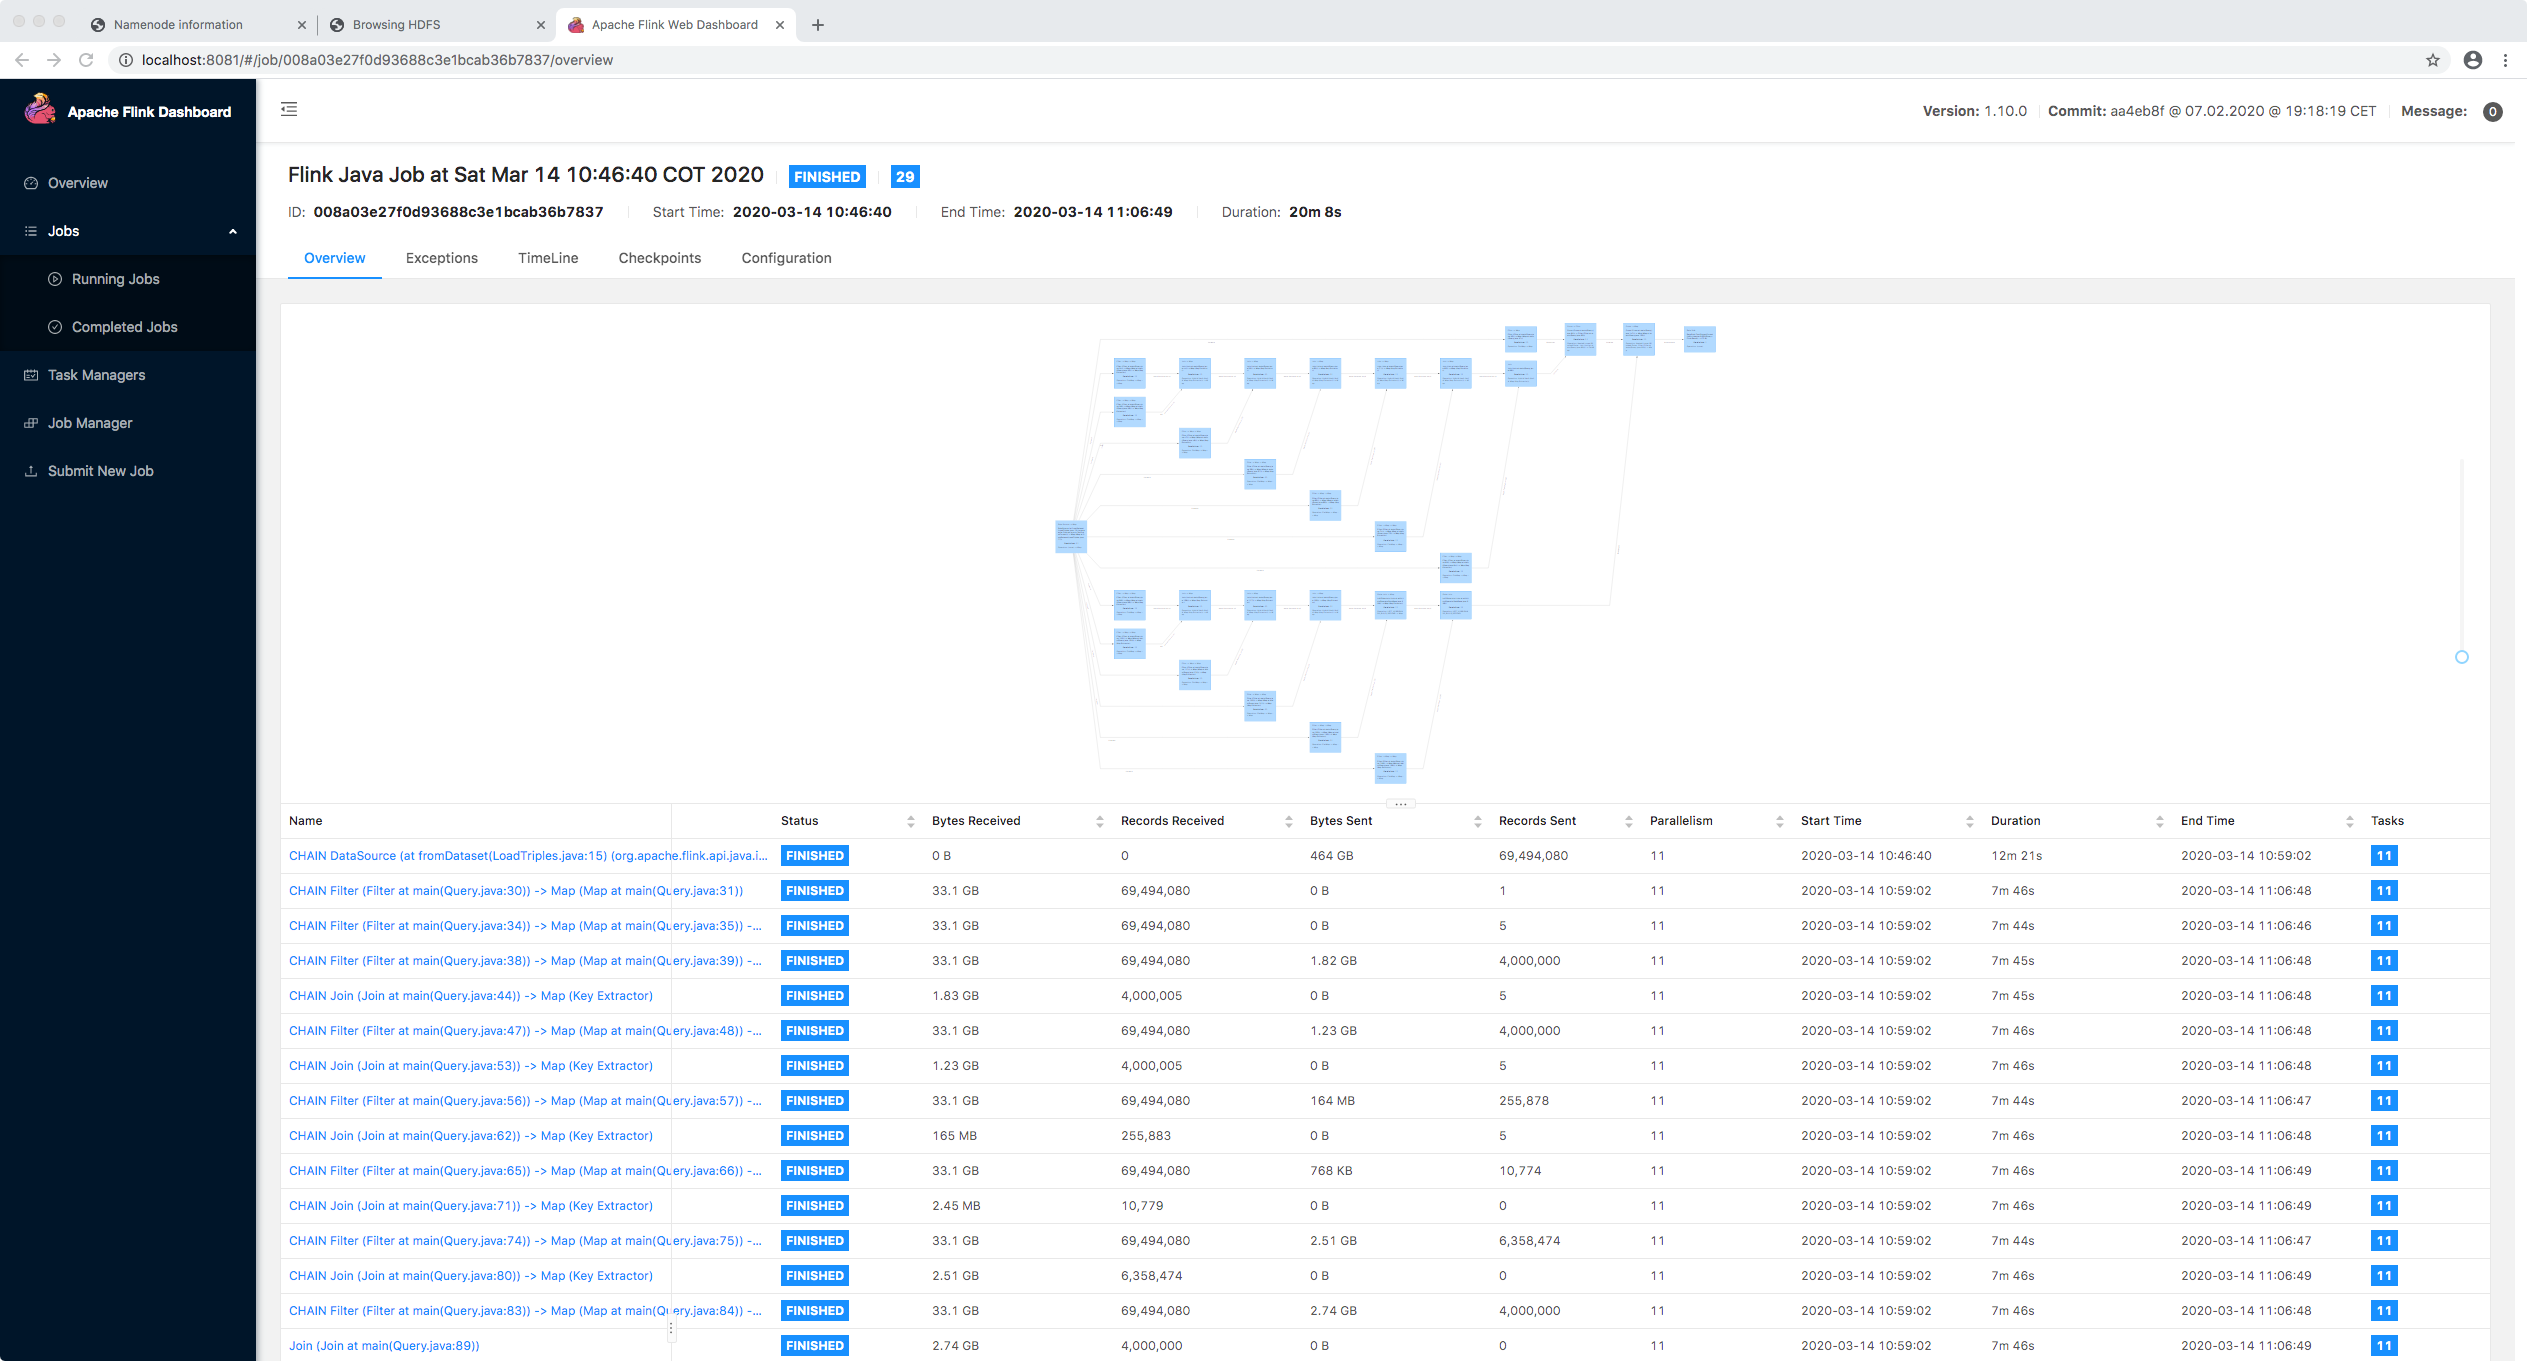 Namenode information
Browsing HDFS
Apache Flink Web Dashboard
localhost:8081/#/job/008a03e27f0d93688c3e1bcab36b7837/overview
Apache Flink Dashboard
Version: 1.10.0 Commit: aa4eb8f @ 07.02.2020 @ 19:18:19 CET Message: 0
Overview
Jobs
Running Jobs
Completed Jobs
Task Managers
Job Manager
Submit New Job
Flink Java Job at Sat Mar 14 10:46:40 COT 2020 FINISHED 29
ID: 008a03e27f0d93688c3e1bcab36b7837 Start Time: 2020-03-14 10:46:40 End Time: 2020-03-14 11:06:49 Duration: 20m 8s
Overview Exceptions TimeLine Checkpoints Configuration
Name Status Bytes Received Records Received Bytes Sent Records Sent Parallelism Start Time Duration End Time Tasks
CHAIN DataSource (at fromDataset(LoadTriples.java:15) (org.apache.flink.api.java.i... FINISHED 0 B 0 464 GB 69,494,080 11 2020-03-14 10:46:40 12m 21s 2020-03-14 10:59:02 11
CHAIN Filter (Filter at main(Query.java:30)) -> Map (Map at main(Query.java:31)) FINISHED 33.1 GB 69,494,080 0 B 1 11 2020-03-14 10:59:02 7m 46s 2020-03-14 11:06:48 11
CHAIN Filter (Filter at main(Query.java:34)) -> Map (Map at main(Query.java:35)) -... FINISHED 33.1 GB 69,494,080 0 B 5 11 2020-03-14 10:59:02 7m 44s 2020-03-14 11:06:46 11
CHAIN Filter (Filter at main(Query.java:38)) -> Map (Map at main(Query.java:39)) -... FINISHED 33.1 GB 69,494,080 1.82 GB 4,000,000 11 2020-03-14 10:59:02 7m 45s 2020-03-14 11:06:48 11
CHAIN Join (Join at main(Query.java:44)) -> Map (Key Extractor) FINISHED 1.83 GB 4,000,005 0 B 5 11 2020-03-14 10:59:02 7m 45s 2020-03-14 11:06:48 11
CHAIN Filter (Filter at main(Query.java:47)) -> Map (Map at main(Query.java:48)) -... FINISHED 33.1 GB 69,494,080 1.23 GB 4,000,000 11 2020-03-14 10:59:02 7m 46s 2020-03-14 11:06:48 11
CHAIN Join (Join at main(Query.java:53)) -> Map (Key Extractor) FINISHED 1.23 GB 4,000,005 0 B 5 11 2020-03-14 10:59:02 7m 46s 2020-03-14 11:06:48 11
CHAIN Filter (Filter at main(Query.java:56)) -> Map (Map at main(Query.java:57)) -... FINISHED 33.1 GB 69,494,080 164 MB 255,878 11 2020-03-14 10:59:02 7m 44s 2020-03-14 11:06:47 11
CHAIN Join (Join at main(Query.java:62)) -> Map (Key Extractor) FINISHED 165 MB 255,883 0 B 5 11 2020-03-14 10:59:02 7m 46s 2020-03-14 11:06:48 11
CHAIN Filter (Filter at main(Query.java:65)) -> Map (Map at main(Query.java:66)) -... FINISHED 33.1 GB 69,494,080 768 KB 10,774 11 2020-03-14 10:59:02 7m 46s 2020-03-14 11:06:49 11
CHAIN Join (Join at main(Query.java:71)) -> Map (Key Extractor) FINISHED 2.45 MB 10,779 0 B 0 11 2020-03-14 10:59:02 7m 46s 2020-03-14 11:06:49 11
CHAIN Filter (Filter at main(Query.java:74)) -> Map (Map at main(Query.java:75)) -... FINISHED 33.1 GB 69,494,080 2.51 GB 6,358,474 11 2020-03-14 10:59:02 7m 44s 2020-03-14 11:06:47 11
CHAIN Join (Join at main(Query.java:80)) -> Map (Key Extractor) FINISHED 2.51 GB 6,358,474 0 B 0 11 2020-03-14 10:59:02 7m 46s 2020-03-14 11:06:49 11
CHAIN Filter (Filter at main(Query.java:83)) -> Map (Map at main(Query.java:84)) -... FINISHED 33.1 GB 69,494,080 2.74 GB 4,000,000 11 2020-03-14 10:59:02 7m 46s 2020-03-14 11:06:48 11
Join (Join at main(Query.java:89)) FINISHED 2.74 GB 4,000,000 0 B 0 11 2020-03-14 10:59:02 7m 46s 2020-03-14 11:06:49 11